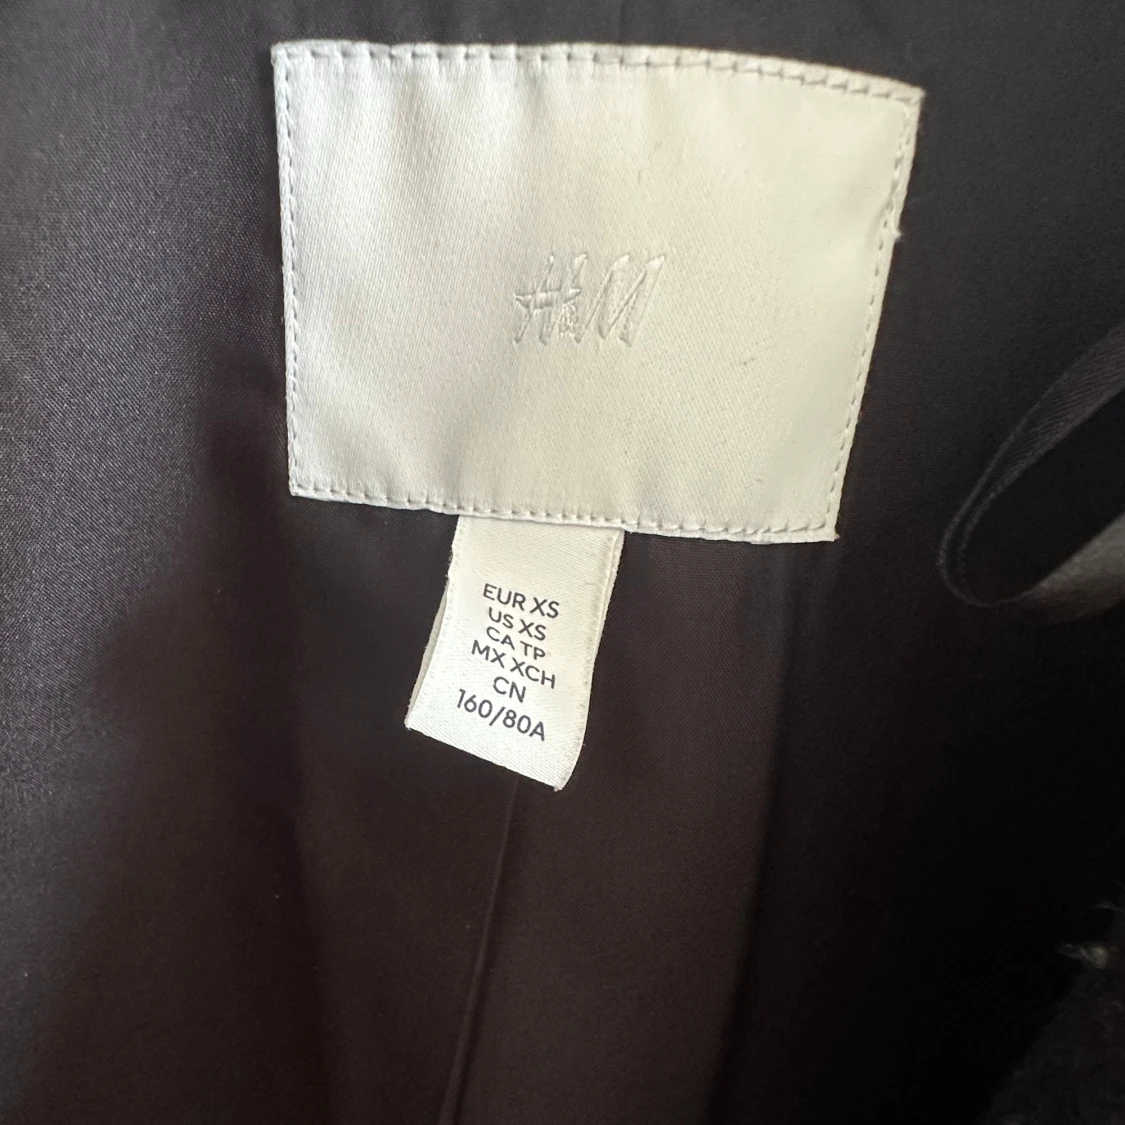 H&M
EUR XS
US XS
CA TP
MX XCH
CN
160/80A